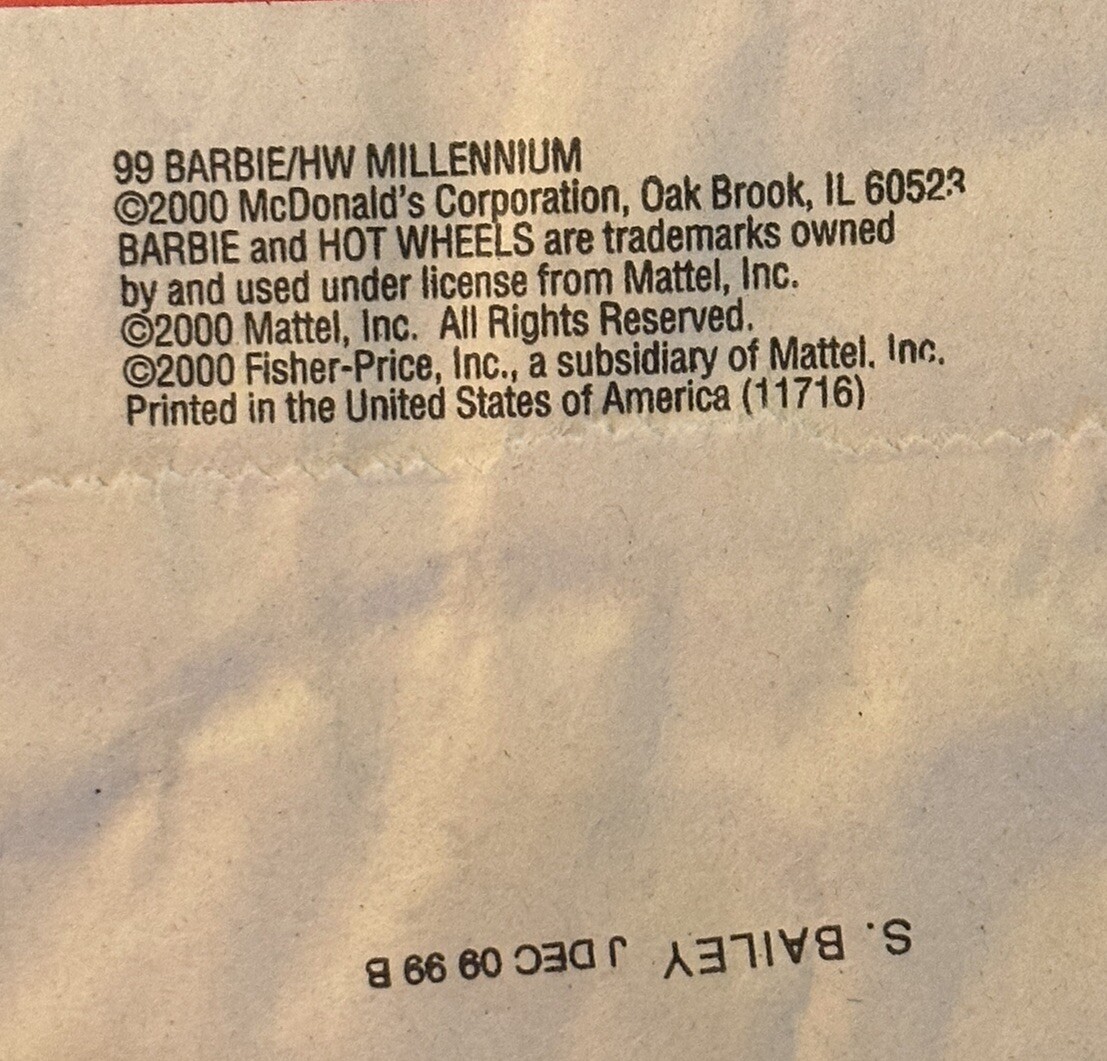 99 BARBIE/HW MILLENNIUM
©2000 McDonald's Corporation, Oak Brook, IL 60523
BARBIE and HOT WHEELS are trademarks owned
by and used under license from Mattel, Inc.
©2000 Mattel, Inc. All Rights Reserved.
©2000 Fisher-Price, Inc., a subsidiary of Mattel, Inc.
Printed in the United States of America (11716)
S. BAILEY J DEC 09 99 B